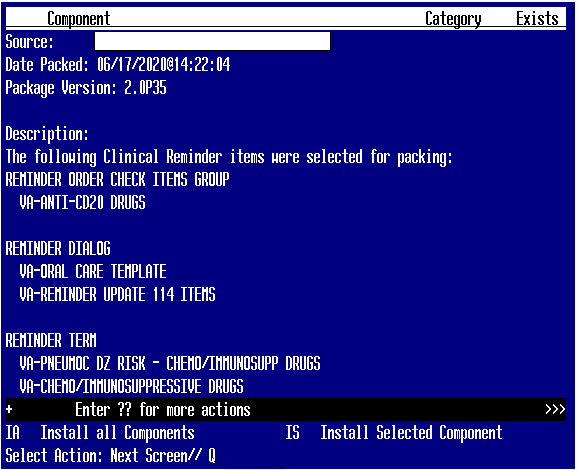 Component Category Exists
Source:
Date Packed: 06/17/2020@14:22:04
Package Version: 2.0P35
Description:
The following Clinical Reminder items were selected for packing:
REMINDER ORDER CHECK ITEMS GROUP
VA-ANTI-CD20 DRUGS
REMINDER DIALOG
VA-ORAL CARE TEMPLATE
VA-REMINDER UPDATE 114 ITEMS
REMINDER TERM
VA-PNEUMOC DZ RISK - CHEMO/IMMUNOSUPP DRUGS
VA-CHEMO/IMMUNOSUPPRESSIVE DRUGS
+ Enter ?? for more actions >>>
IA Install all Components IS Install Selected Component
Select Action: Next Screen// Q